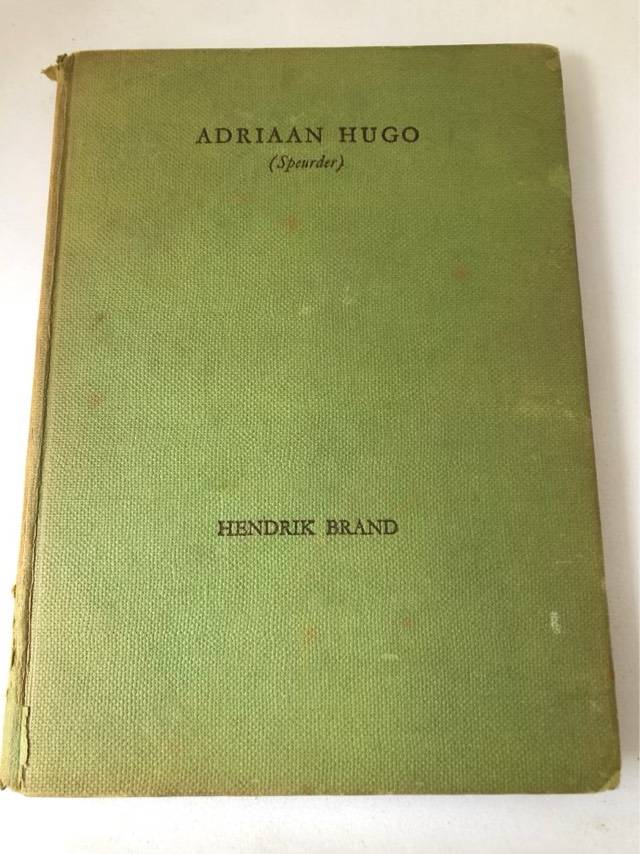 ADRIAAN HUGO
(Speurder)
HENDRIK BRAND